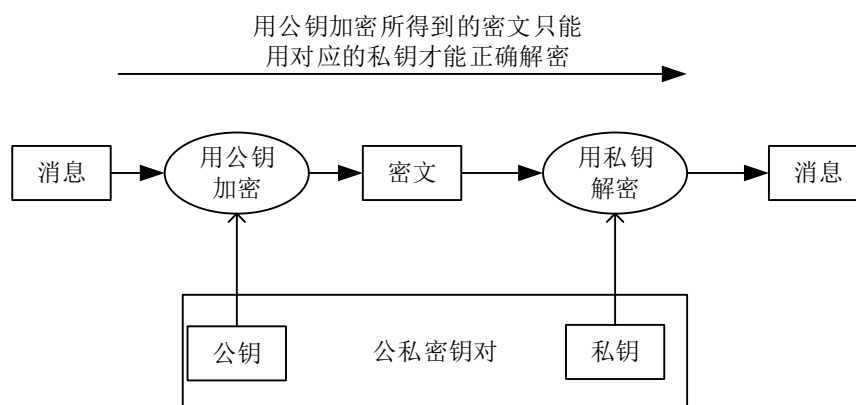 用公钥加密所得到的密文只能
用对应的私钥才能正确解密
消息
用公钥
加密
密文
用私钥
解密
消息
公钥
公私密钥对
私钥